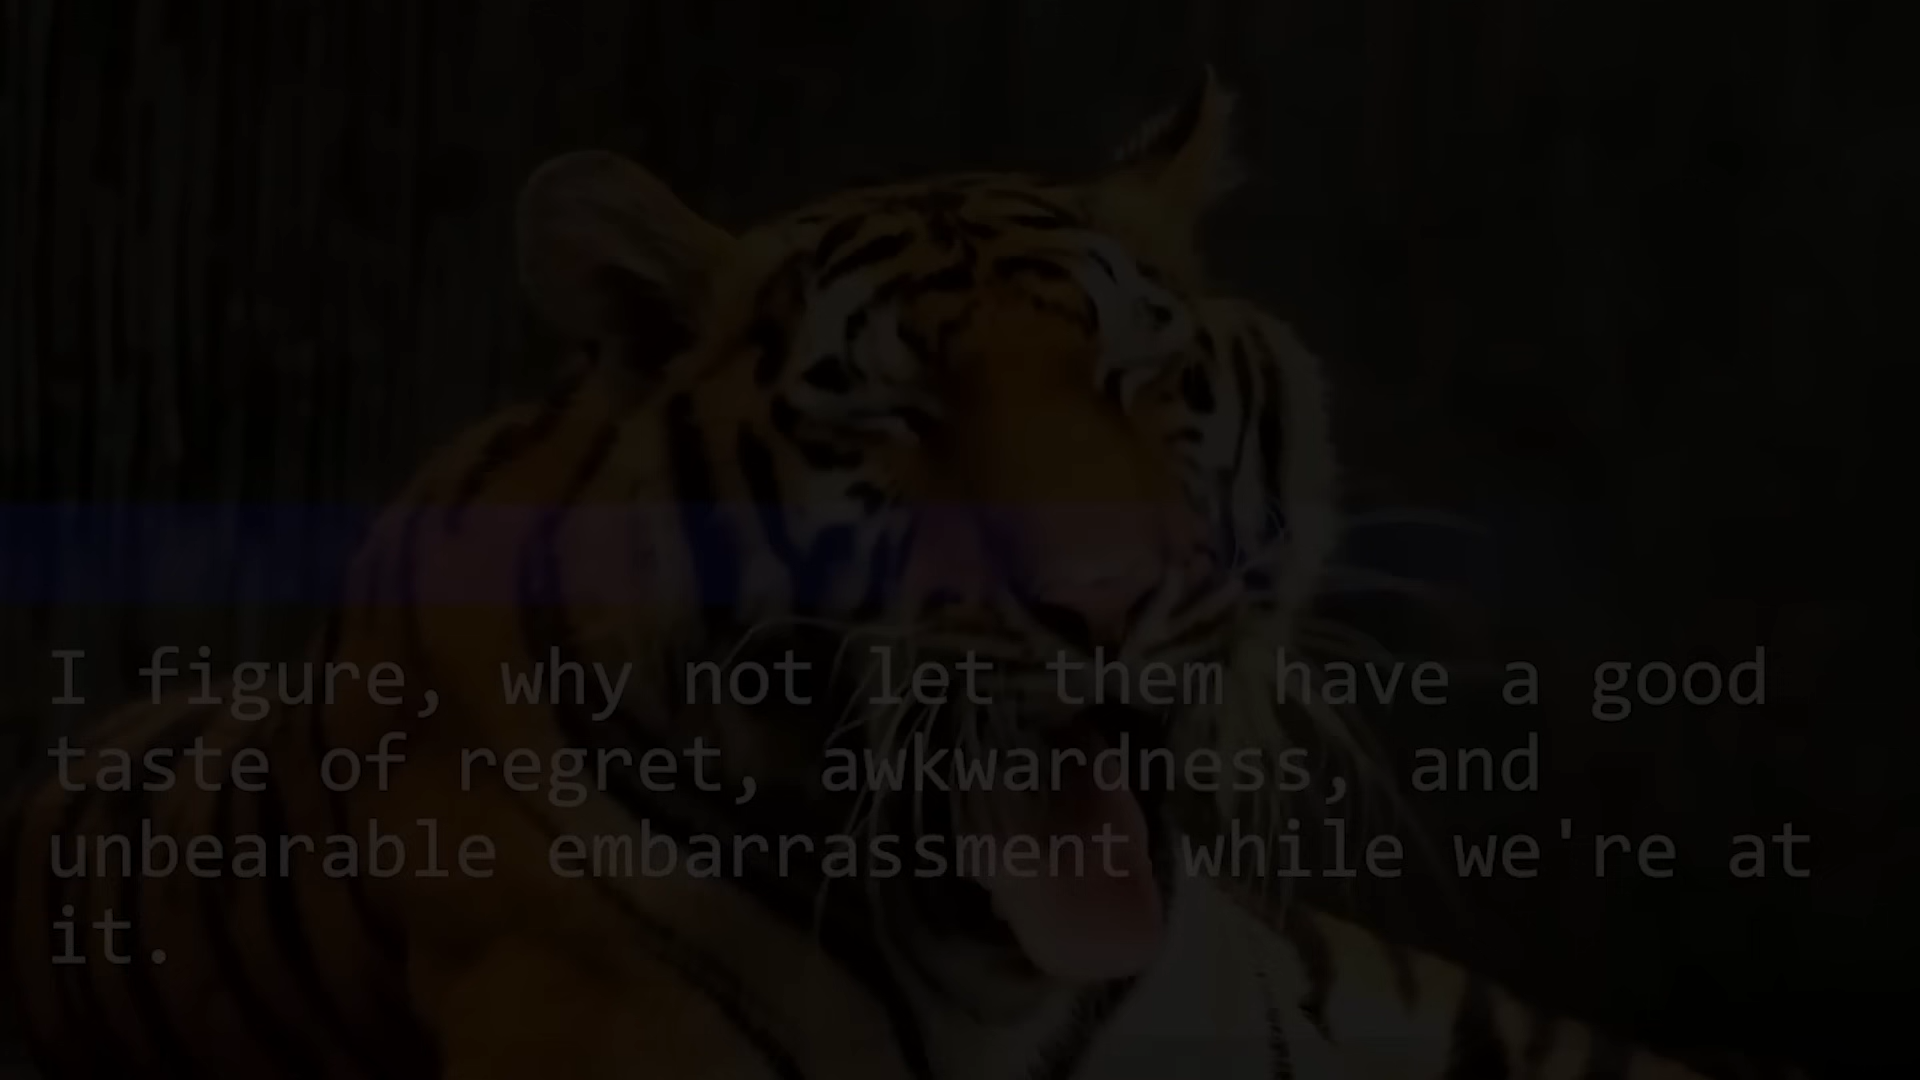 I figure, why not let them have a good
taste of regret, awkwardness, and
unbearable embarrassment while we're at
it.